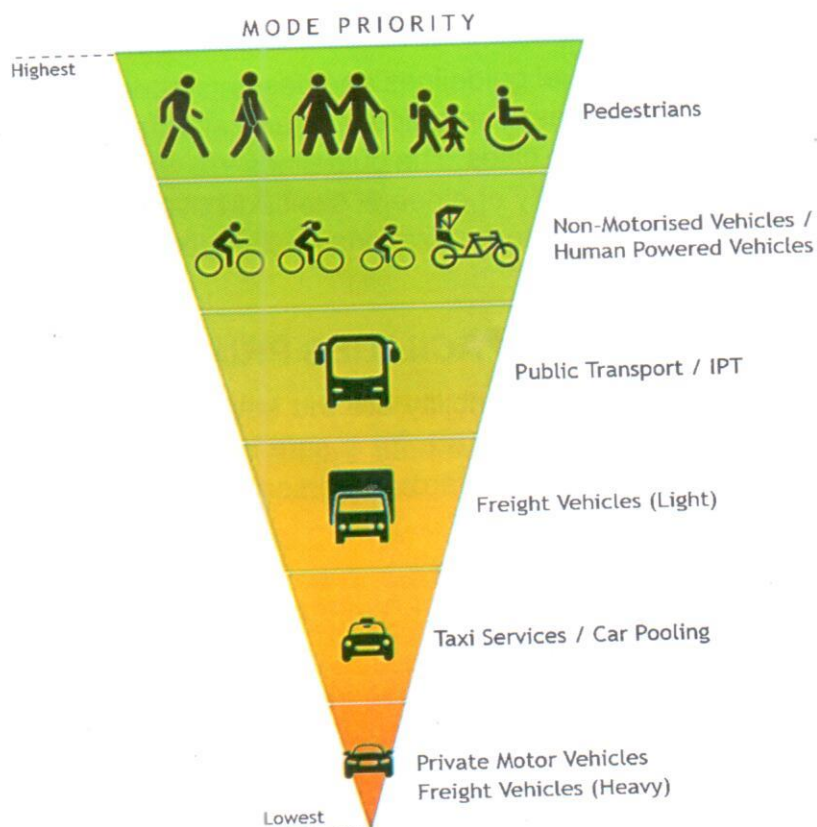 MODE PRIORITY
Highest
Pedestrians
Non-Motorised Vehicles /
Human Powered Vehicles
Public Transport / IPT
Freight Vehicles (Light)
Taxi Services / Car Pooling
Private Motor Vehicles
Freight Vehicles (Heavy)
Lowest